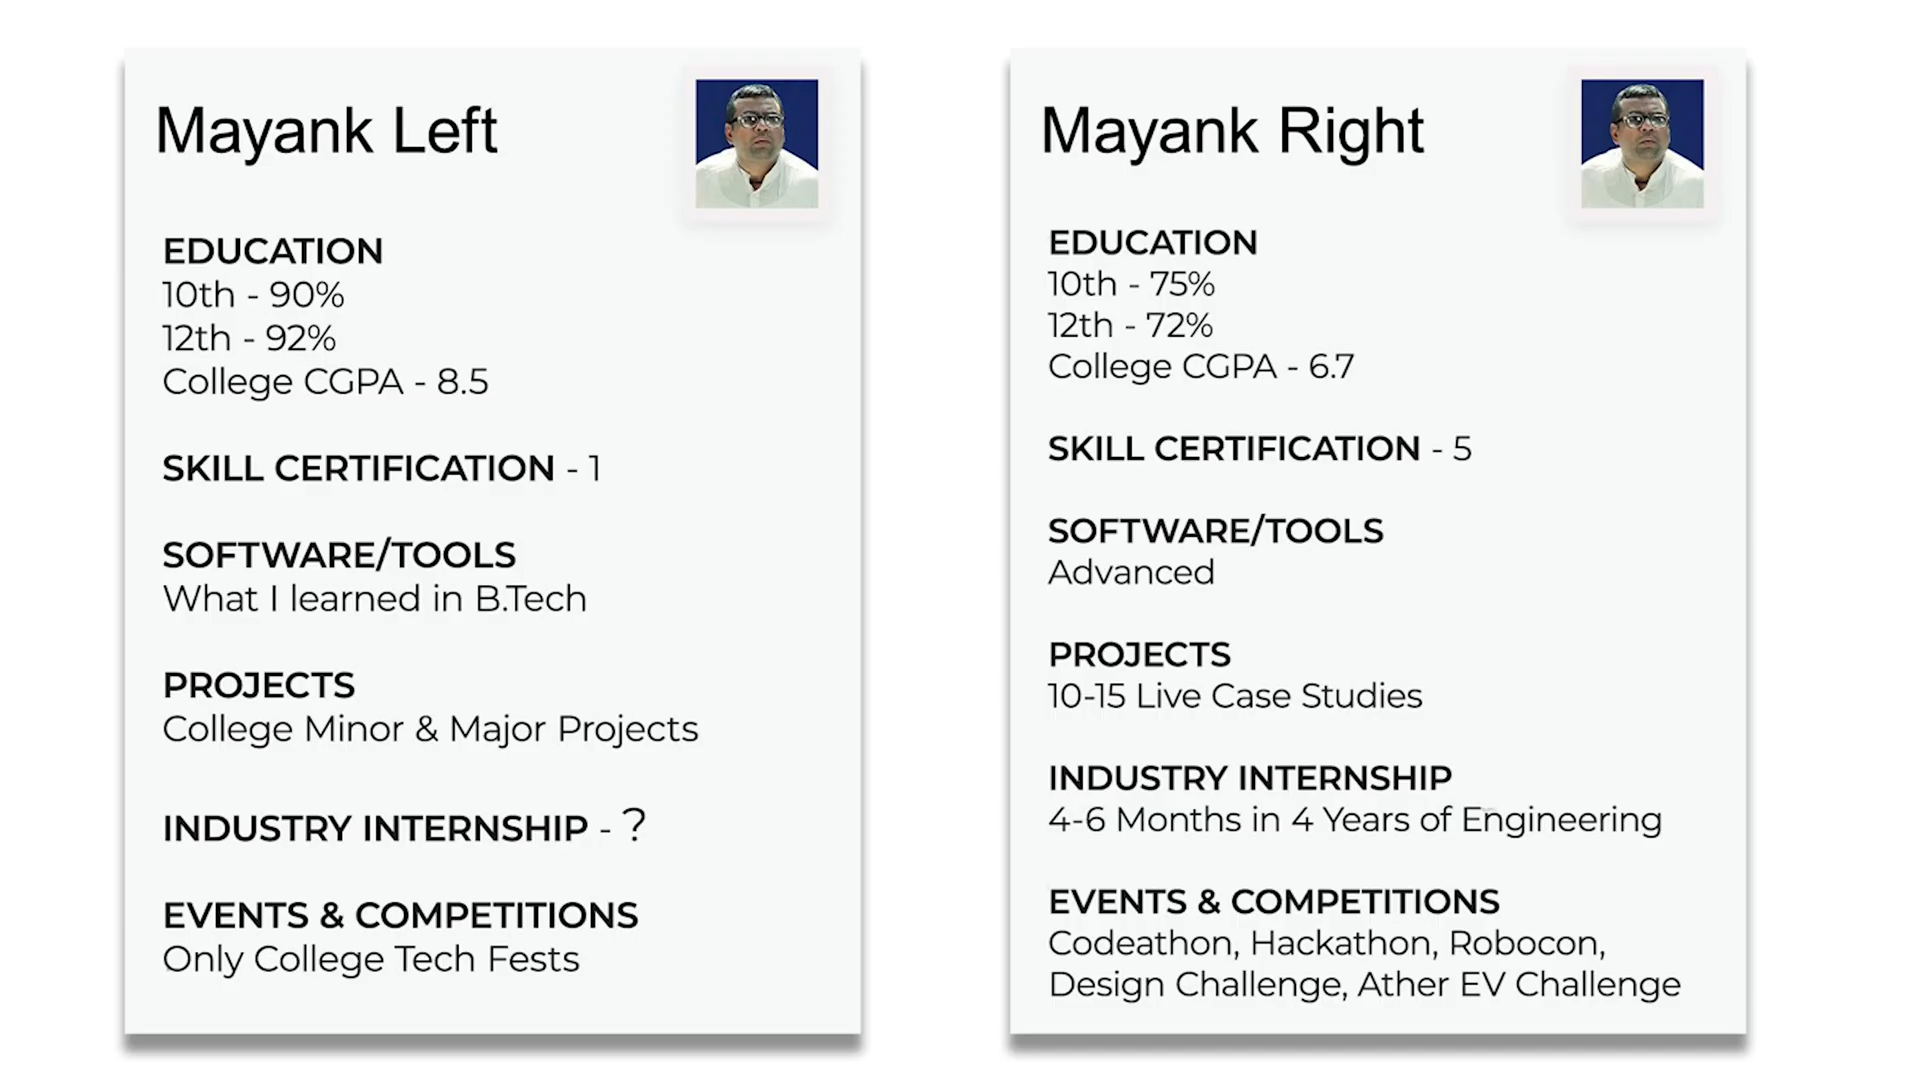 Mayank Left
EDUCATION
10th - 90%
12th - 92%
College CGPA - 8.5
SKILL CERTIFICATION - 1
SOFTWARE/TOOLS
What I learned in B.Tech
PROJECTS
College Minor & Major Projects
INDUSTRY INTERNSHIP - ?
EVENTS & COMPETITIONS
Only College Tech Fests
Mayank Right
EDUCATION
10th - 75%
12th - 72%
College CGPA - 6.7
SKILL CERTIFICATION - 5
SOFTWARE/TOOLS
Advanced
PROJECTS
10-15 Live Case Studies
INDUSTRY INTERNSHIP
4-6 Months in 4 Years of Engineering
EVENTS & COMPETITIONS
Codeathon, Hackathon, Robocon,
Design Challenge, Ather EV Challenge